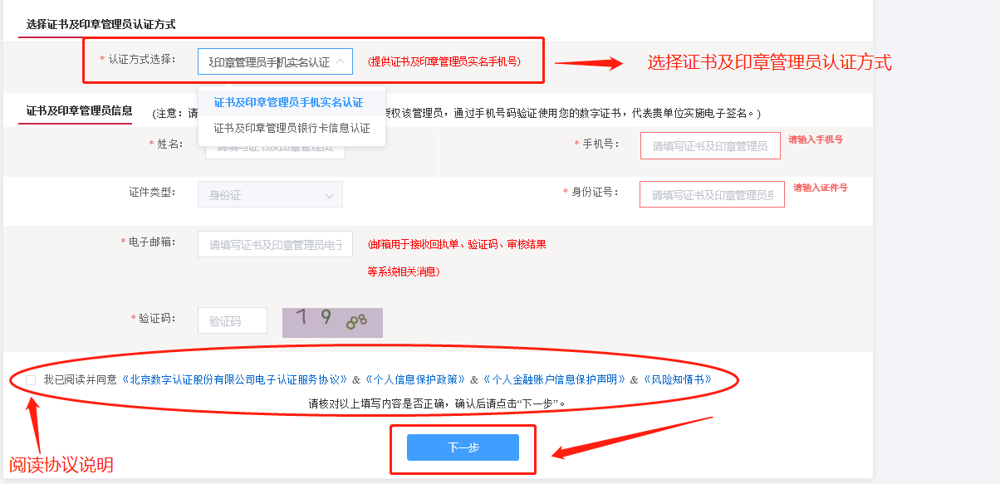 选择证书及印章管理员认证方式
* 认证方式选择: 及印章管理员手机实名认证 (提供证书及印章管理员实名手机号) 选择证书及印章管理员认证方式
证书及印章管理员手机实名认证
证书及印章管理员信息 (注意: 请 授权该管理员, 通过手机号码验证使用您的数字证书, 代表贵单位实施电子签名。)
证书及印章管理员银行卡信息认证
* 姓名: 请填写证书及印章管理员 * 手机号: 请填写证书及印章管理员 请输入手机号
证件类型: 身份证 * 身份证号: 请填写证书及印章管理员身 请输入证件号
* 电子邮箱: 请填写证书及印章管理员电子 (邮箱用于接收回执单、验证码、审核结果
等系统相关消息)
* 验证码: 验证码 7 9 8 8
我已阅读并同意《北京数字认证股份有限公司电子认证服务协议》&《个人信息保护政策》&《个人金融账户信息保护声明》&《风险知情书》
请核对以上填写内容是否正确, 确认后请点击“下一步”。
下一步
阅读协议说明